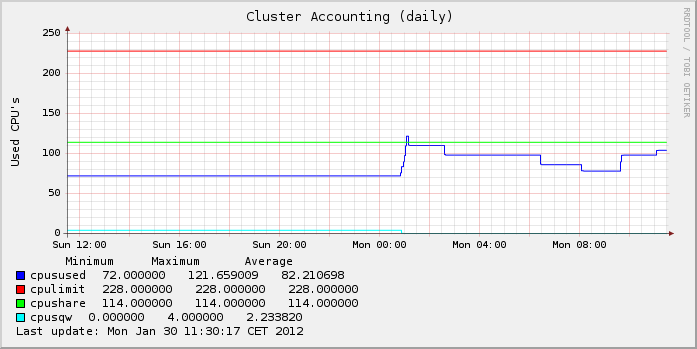 Cluster Accounting (daily)
RRDTOOL / TOBI OETIKER
Used CPU's
250
200
150
100
50
0
Sun 12:00 Sun 16:00 Sun 20:00 Mon 00:00 Mon 04:00 Mon 08:00
Minimum Maximum Average
cpusused 72.000000 121.659009 82.210698
cpulimit 228.000000 228.000000 228.000000
cpushare 114.000000 114.000000 114.000000
cpusqw 0.000000 4.000000 2.233820
Last update: Mon Jan 30 11:30:17 CET 2012